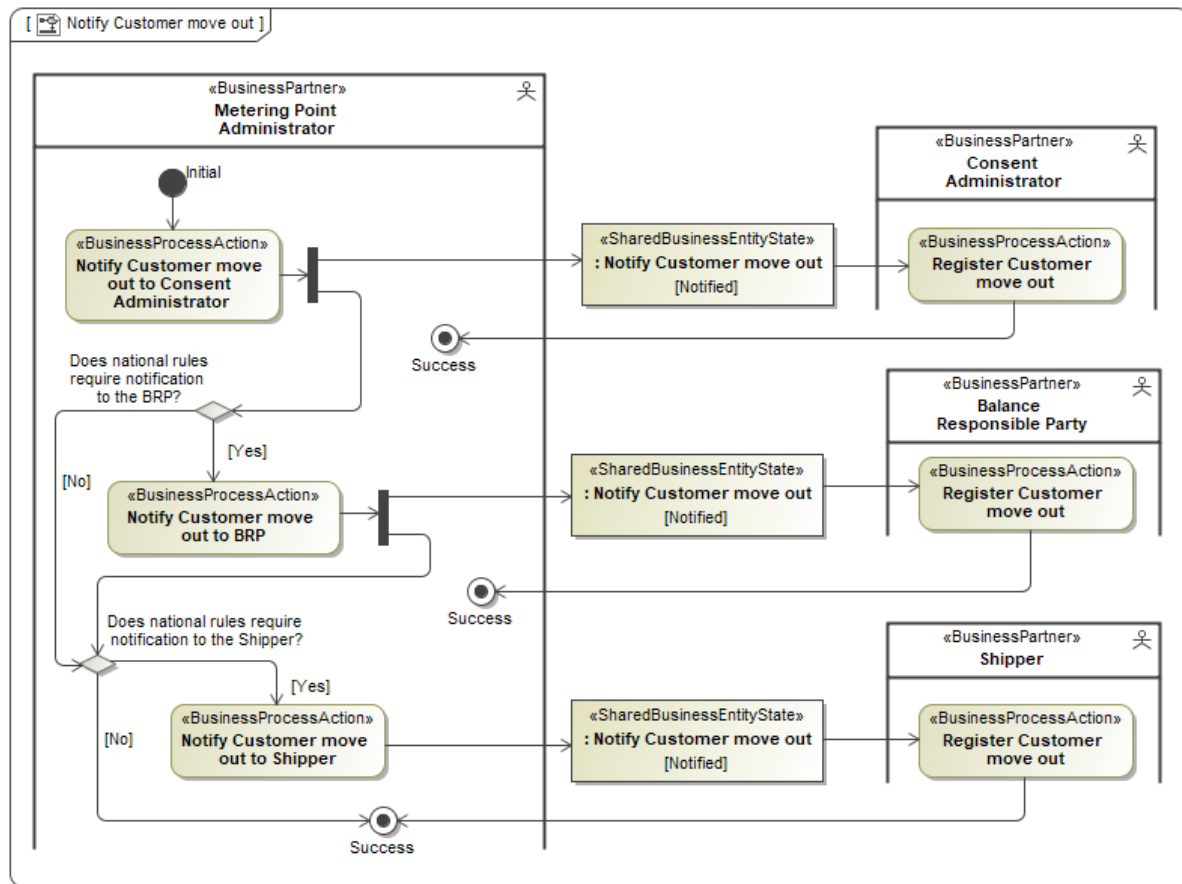 [ Notify Customer move out ]
«BusinessPartner»
Metering Point
Administrator
Initial
«BusinessProcessAction»
Notify Customer move
out to Consent
Administrator
«SharedBusinessEntityState»
: Notify Customer move out
[Notified]
«BusinessPartner»
Consent
Administrator
«BusinessProcessAction»
Register Customer
move out
Success
Does national rules
require notification
to the BRP?
[Yes]
[No]
«BusinessProcessAction»
Notify Customer move
out to BRP
«SharedBusinessEntityState»
: Notify Customer move out
[Notified]
«BusinessPartner»
Balance
Responsible Party
«BusinessProcessAction»
Register Customer
move out
Success
Does national rules require
notification to the Shipper?
[Yes]
[No]
«BusinessProcessAction»
Notify Customer move
out to Shipper
«SharedBusinessEntityState»
: Notify Customer move out
[Notified]
«BusinessPartner»
Shipper
«BusinessProcessAction»
Register Customer
move out
Success